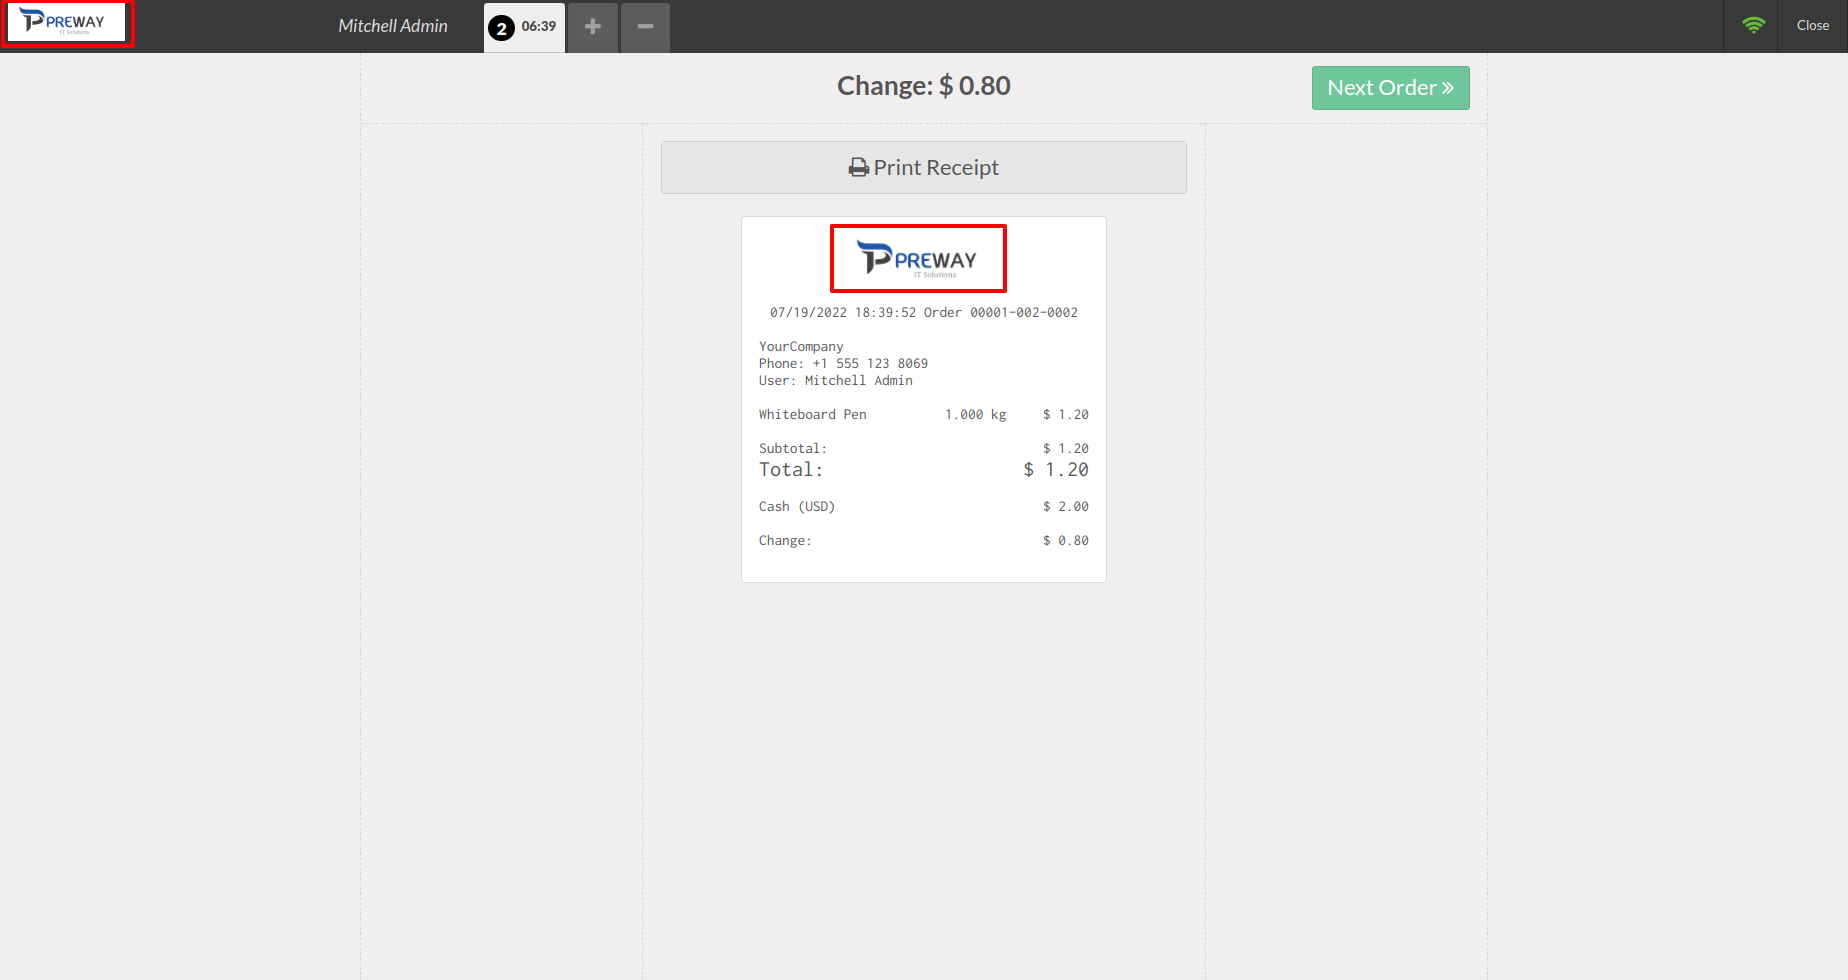 PREWAY
IT Solutions
Mitchell Admin
2 06:39
Close
Change: $ 0.80
Next Order
Print Receipt
PREWAY
IT Solutions
07/19/2022 18:39:52 Order 00001-002-0002
YourCompany
Phone: +1 555 123 8069
User: Mitchell Admin
Whiteboard Pen 1.000 kg $ 1.20
Subtotal: $ 1.20
Total: $ 1.20
Cash (USD) $ 2.00
Change: $ 0.80